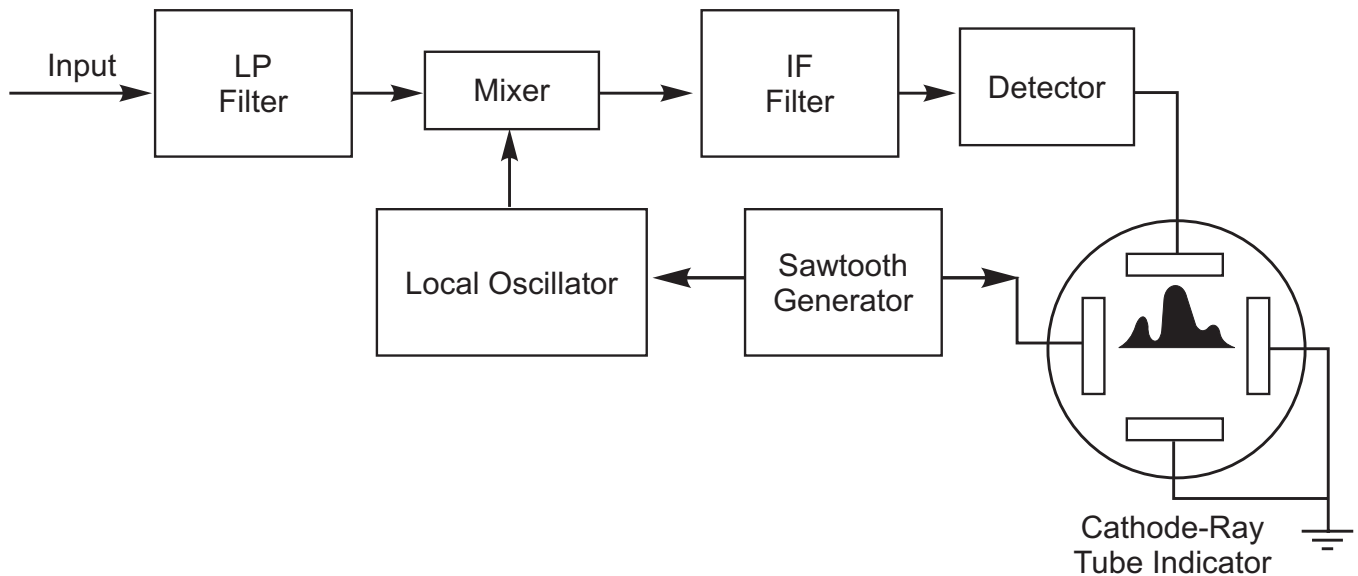 Input
LP
Filter
Mixer
IF
Filter
Detector
Local Oscillator
Sawtooth
Generator
Cathode-Ray
Tube Indicator